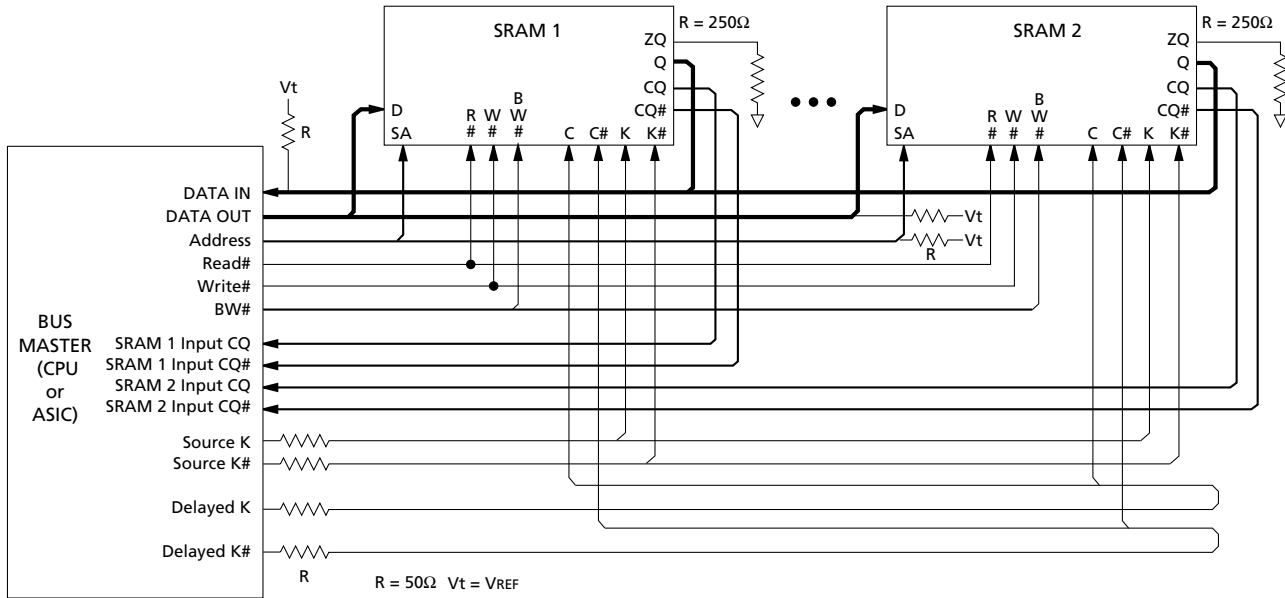 SRAM 1
R = 250Ω
ZQ
Q
CQ
CQ#
D
SA
R
#
W
#
B
W
#
C
C#
K
K#
SRAM 2
R = 250Ω
ZQ
Q
CQ
CQ#
D
SA
R
#
W
#
B
W
#
C
C#
K
K#
Vt
R
Vt
Vt
R
BUS
MASTER
(CPU
or
ASIC)
DATA IN
DATA OUT
Address
Read#
Write#
BW#
SRAM 1 Input CQ
SRAM 1 Input CQ#
SRAM 2 Input CQ
SRAM 2 Input CQ#
Source K
Source K#
Delayed K
Delayed K#
R
R = 50Ω Vt = VREF